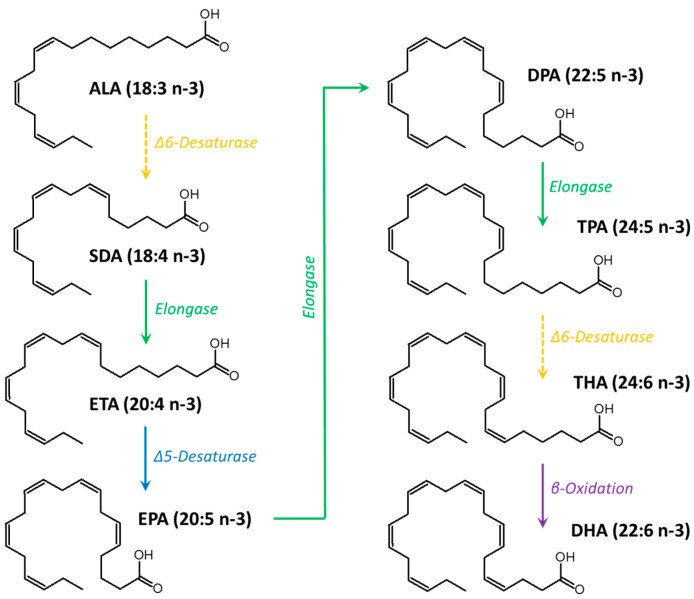 OH
O
ALA (18:3 n-3)
Δ6-Desaturase
OH
O
SDA (18:4 n-3)
Elongase
OH
O
ETA (20:4 n-3)
Δ5-Desaturase
EPA (20:5 n-3)
OH
O
Elongase
DPA (22:5 n-3)
OH
O
Elongase
TPA (24:5 n-3)
OH
O
Δ6-Desaturase
THA (24:6 n-3)
OH
O
β-Oxidation
DHA (22:6 n-3)
OH
O